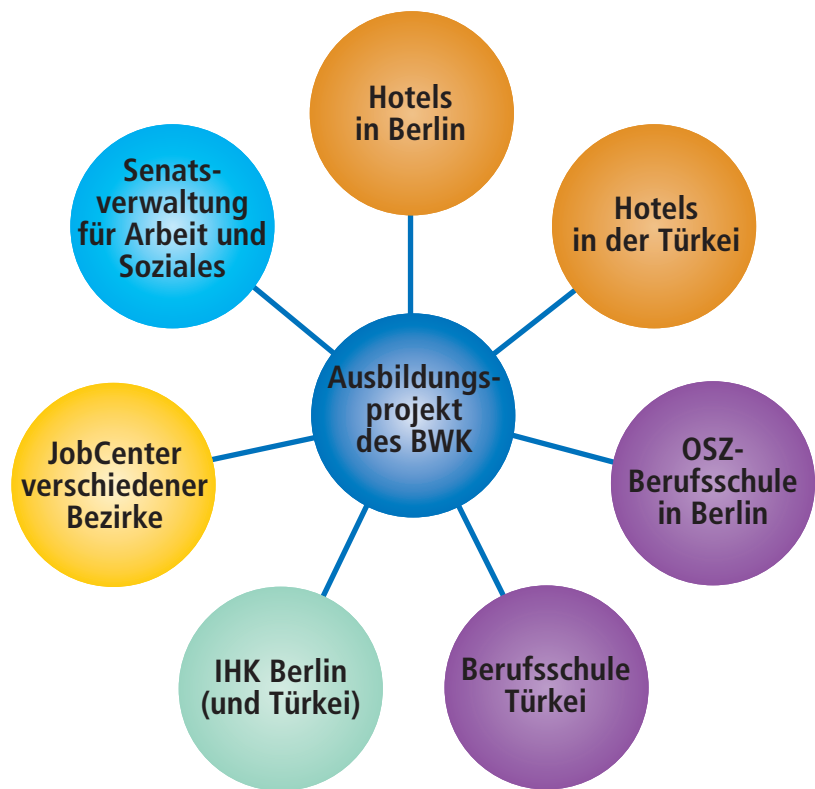 Hotels
in Berlin
Hotels
in der Türkei
OSZ-
Berufsschule
in Berlin
Berufsschule
Türkei
IHK Berlin
(und Türkei)
JobCenter
verschiedener
Bezirke
Senats-
verwaltung
für Arbeit und
Soziales
Ausbildungs-
projekt
des BWK